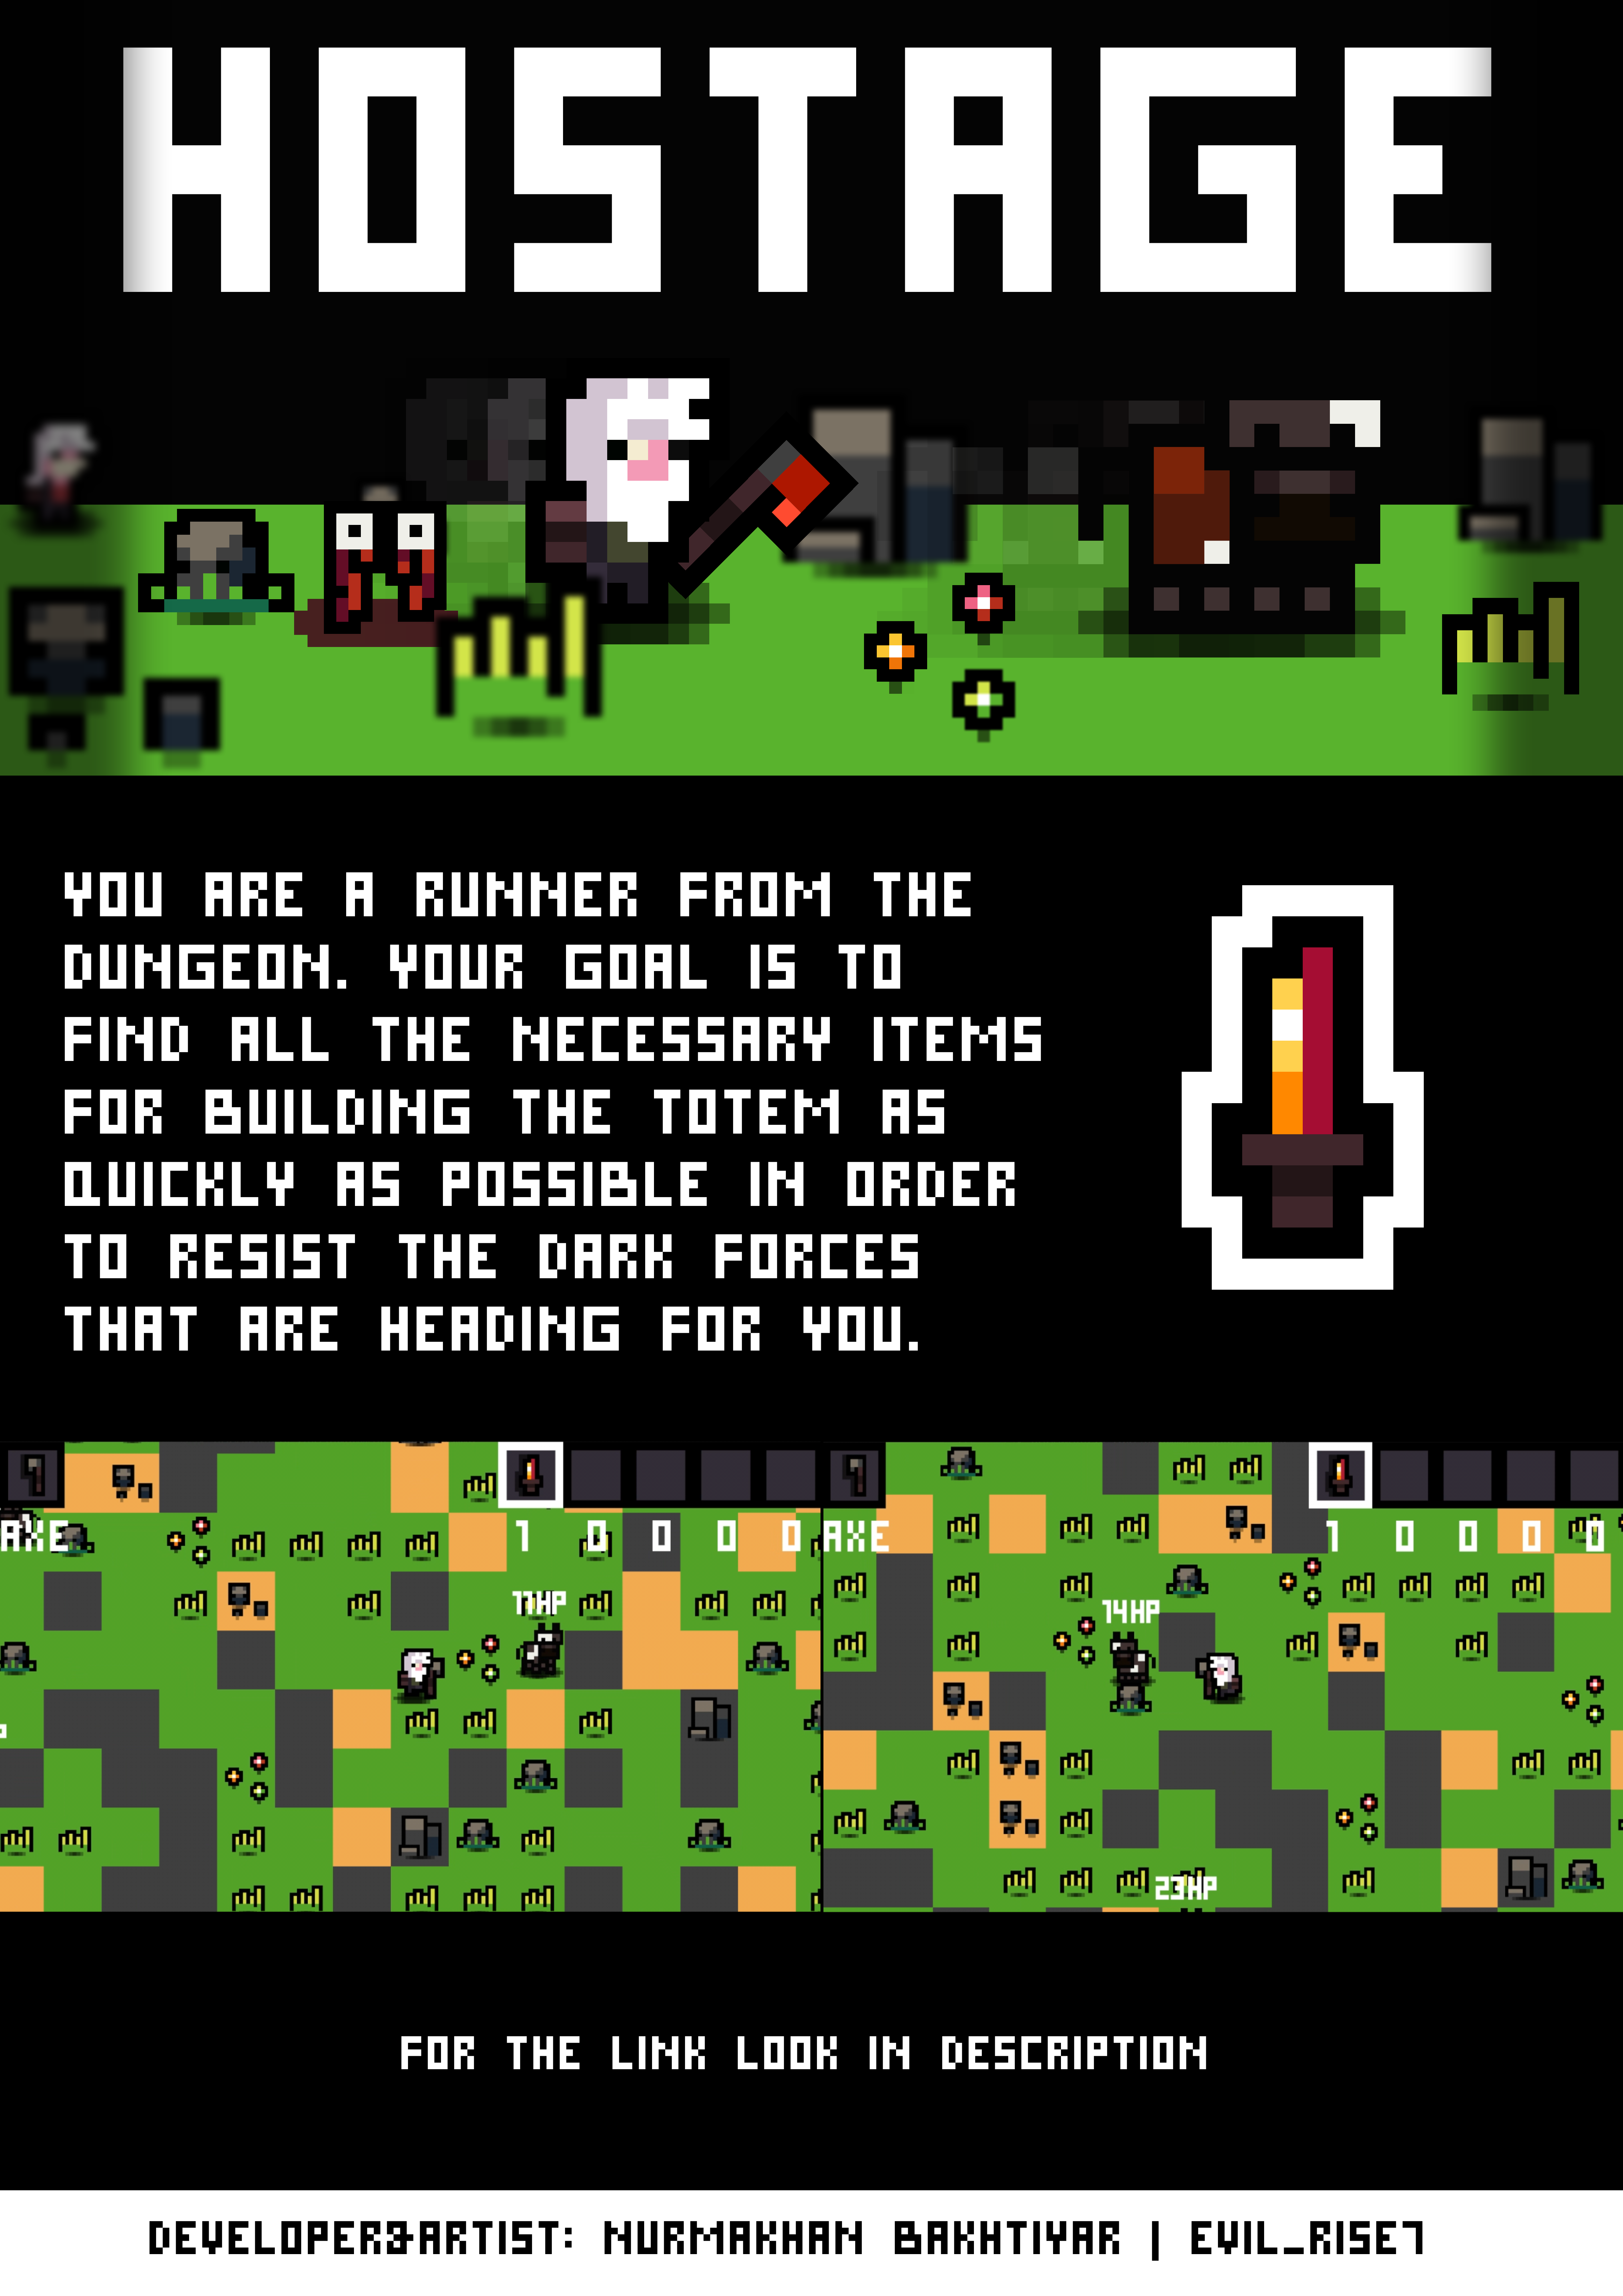 HOSTAGE
YOU ARE A RUNNER FROM THE
DUNGEON. YOUR GOAL IS TO
FIND ALL THE NECESSARY ITEMS
FOR BUILDING THE TOTEM AS
QUICKLY AS POSSIBLE IN ORDER
TO RESIST THE DARK FORCES
THAT ARE HEADING FOR YOU.
AXE 1 0 0 0 0
11HP
AXE 1 0 0 0 0
14HP
23HP
FOR THE LINK LOOK IN DESCRIPTION
DEVELOPER&ARTIST: NURMAKHAN BAKHTIYAR | EVIL_RISE7